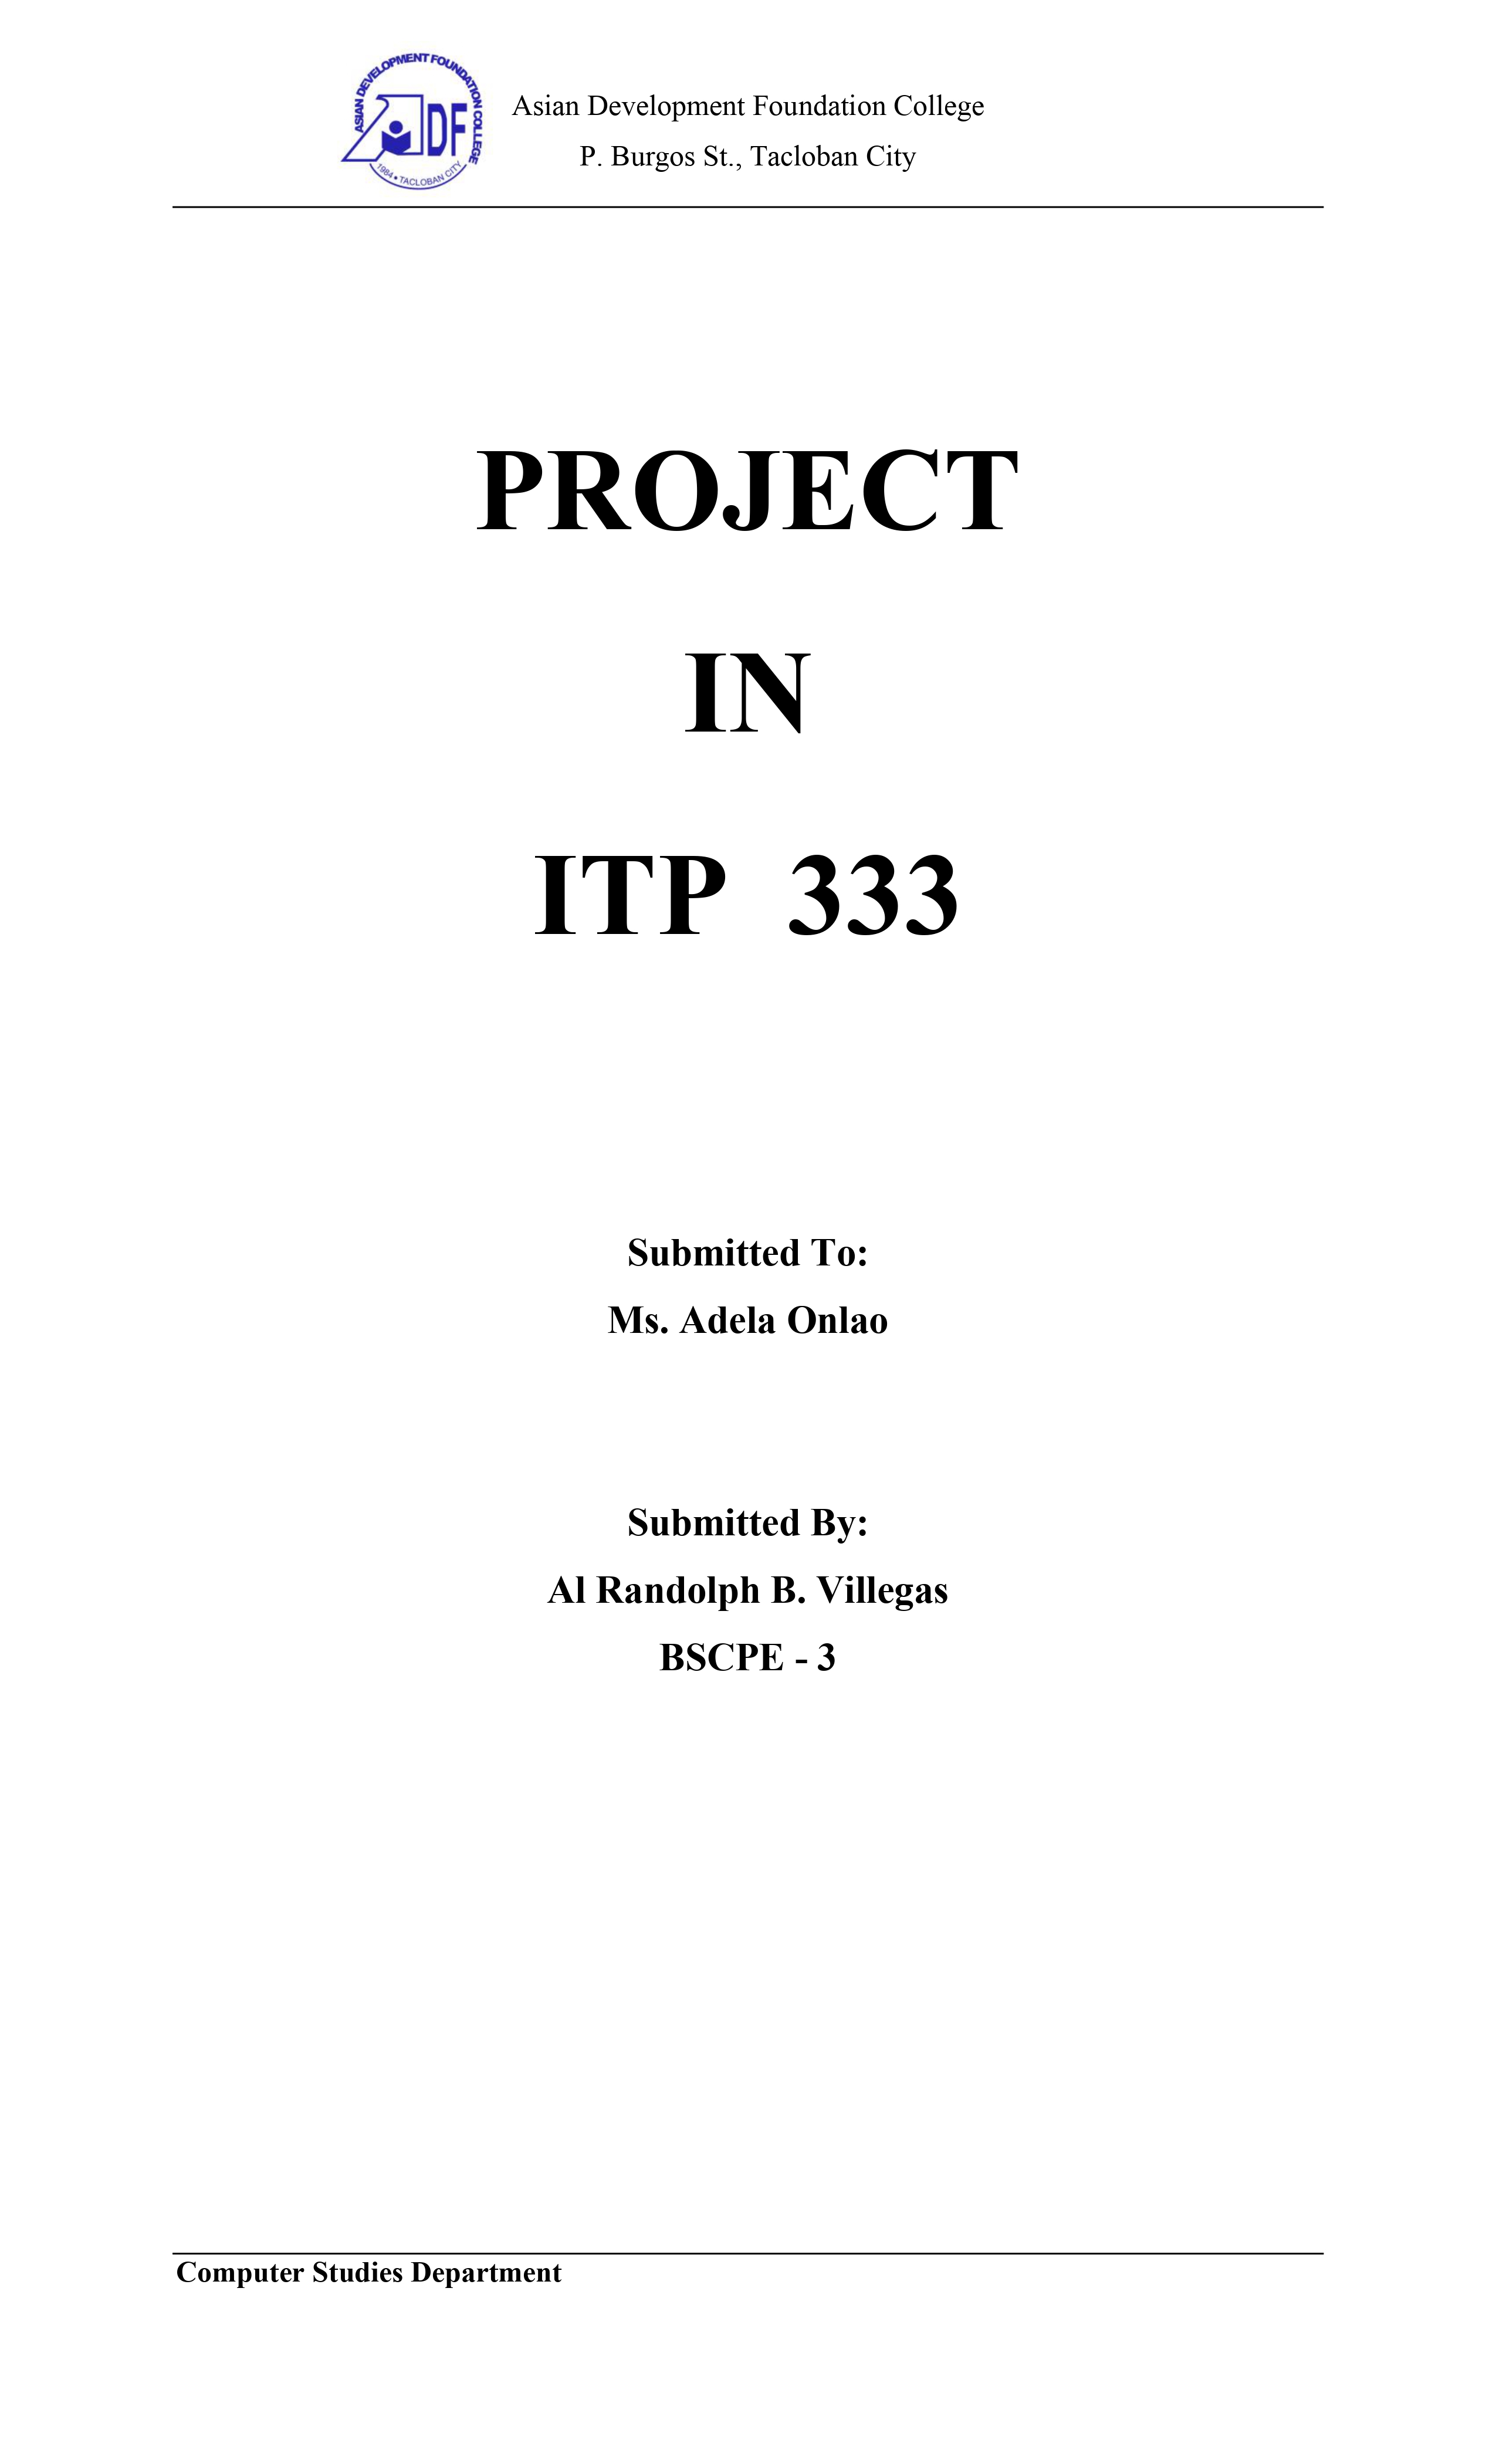 ASIAN DEVELOPMENT FOUNDATION COLLEGE
ADF
1984 • TACLOBAN CITY
Asian Development Foundation College
P. Burgos St., Tacloban City
PROJECT
IN
ITP 333
Submitted To:
Ms. Adela Onlao
Submitted By:
Al Randolph B. Villegas
BSCPE - 3
Computer Studies Department